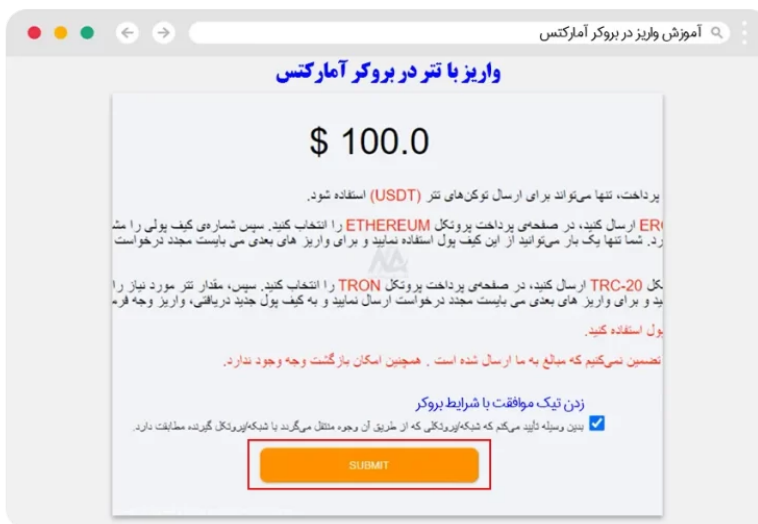 آموزش واریز در بروکر آمارکتس
واریز با تتر در بروکر آمارکتس
$ 100.0
پرداخت، تنها می‌تواند برای ارسال توکن‌های تتر (USDT) استفاده شود.
ارسال کنید، در صفحه‌ی پرداخت پروتکل ETHEREUM را انتخاب کنید. سپس شماره‌ی کیف پولی را
رد. شما تنها یک بار می‌توانید از این کیف پول استفاده نمایید و برای واریز های بعدی می بایست مجدد درخواست
کل TRC-20 ارسال کنید، در صفحه‌ی پرداخت پروتکل TRON را انتخاب کنید. سپس، مقدار تتر مورد نیاز را
ید و برای واریز های بعدی می بایست مجدد درخواست ارسال نمایید و به کیف پول جدید دریافتی، واریز وجه
پول استفاده کنید.
تضمین نمی‌کنیم که مبالغ به ما ارسال شده است . همچنین امکان بازگشت وجه وجود ندارد.
زدن تیک موافقت با شرایط بروکر
بدین وسیله تأیید می‌کنم که شبکه/پروتکلی که از طریق آن وجوه منتقل می‌گردد با شبکه/پروتکل گیرنده مطابقت دارد.
SUBMIT